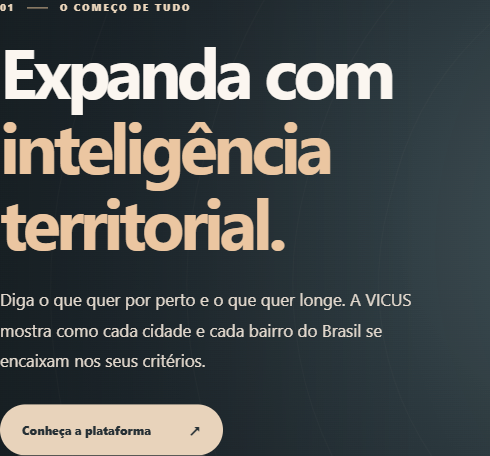 01 — O COMEÇO DE TUDO
Expanda com
inteligência
territorial.
Diga o que quer por perto e o que quer longe. A VICUS
mostra como cada cidade e cada bairro do Brasil se
encaixam nos seus critérios.
Conheça a plataforma ↗